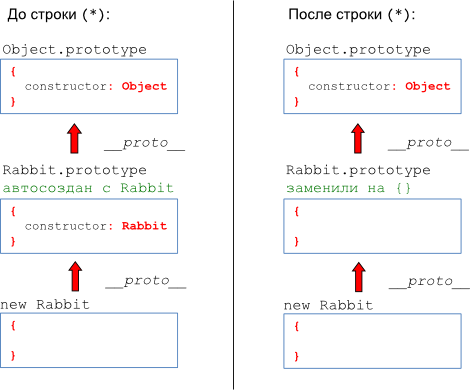 До строки (*):
Object.prototype
{
constructor: Object
}
__proto__
Rabbit.prototype
автосоздан с Rabbit
{
constructor: Rabbit
}
__proto__
new Rabbit
{
}
После строки (*):
Object.prototype
{
constructor: Object
}
__proto__
Rabbit.prototype
заменили на {}
{
}
__proto__
new Rabbit
{
}